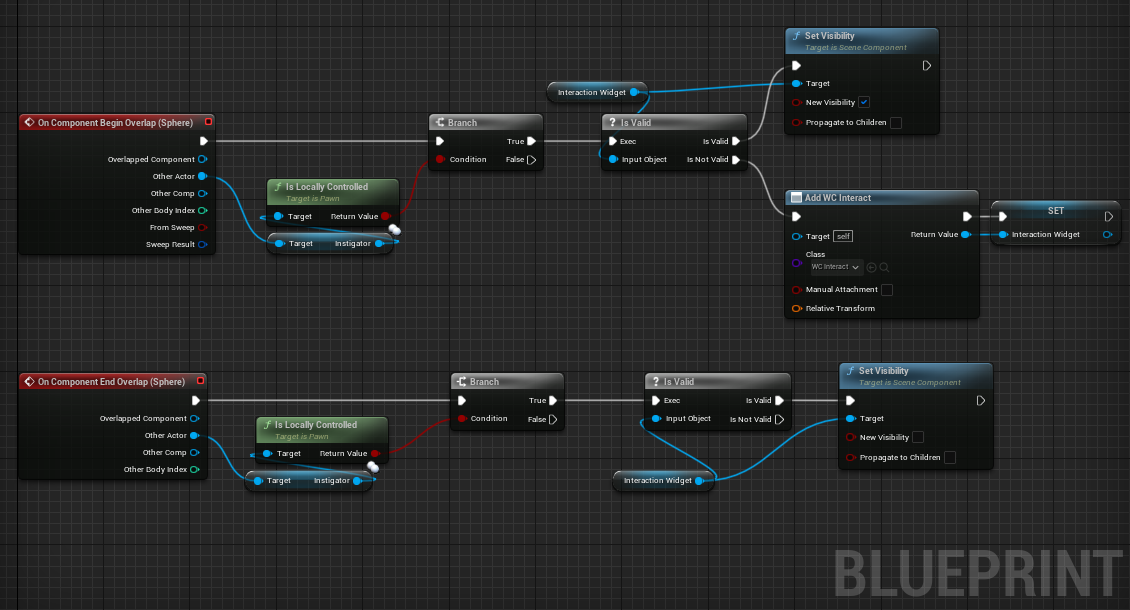 Set Visibility
Target is Scene Component
Target
New Visibility
Propagate to Children
Interaction Widget
On Component Begin Overlap (Sphere)
Overlapped Component
Other Actor
Other Comp
Other Body Index
From Sweep
Sweep Result
Is Locally Controlled
Target is Pawn
Target Return Value
Target Instigator
Branch
True
Condition False
? Is Valid
Exec Is Valid
Input Object Is Not Valid
Add WC Interact
Target self Return Value
Class
WC Interact
Manual Attachment
Relative Transform
SET
Interaction Widget
On Component End Overlap (Sphere)
Overlapped Component
Other Actor
Other Comp
Other Body Index
Is Locally Controlled
Target is Pawn
Target Return Value
Target Instigator
Branch
True
Condition False
? Is Valid
Exec Is Valid
Input Object Is Not Valid
Interaction Widget
Set Visibility
Target is Scene Component
Target
New Visibility
Propagate to Children
BLUEPRINT